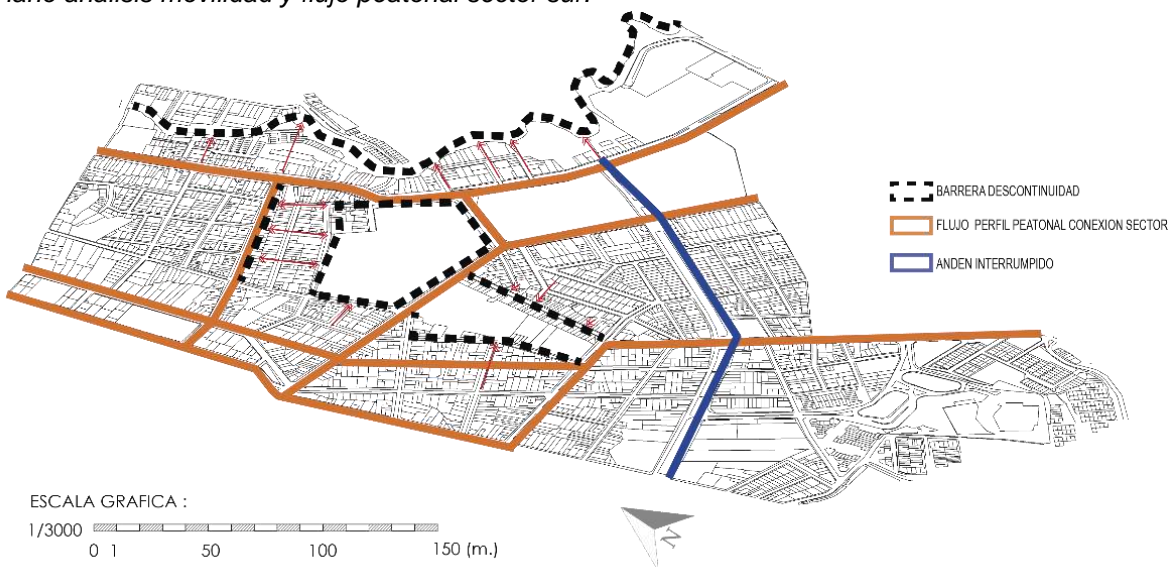 lano análisis movilidad y flujo peatonal sector sur.
BARRERA DESCONTINUIDAD
FLUJO PERFIL PEATONAL CONEXION SECTOR
ANDEN INTERRUMPIDO
ESCALA GRAFICA :
1/3000
0 1 50 100 150 (m.)
N